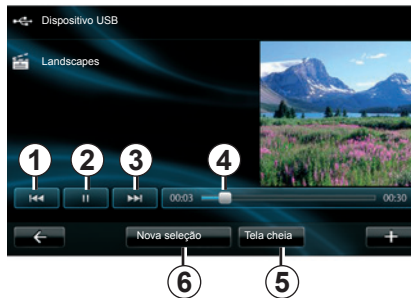 Dispositivo USB
Landscapes
1 2 3 4
00:03 00:30
Nova seleção Tela cheia
6 5